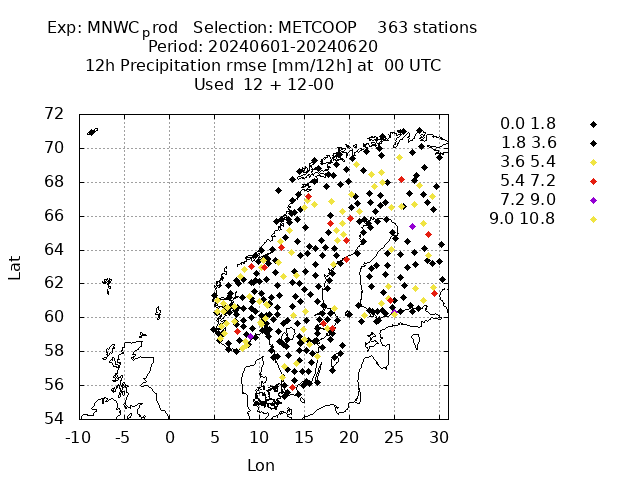 Exp: MNWC_prod   Selection: METCOOP    363 stations
Period: 20240601-20240620
12h Precipitation rmse [mm/12h] at  00 UTC
Used  12 + 12-00
72
70
68
66
64
62
60
58
56
54
Lat
-10 -5 0 5 10 15 20 25 30
Lon
0.0 1.8
1.8 3.6
3.6 5.4
5.4 7.2
7.2 9.0
9.0 10.8